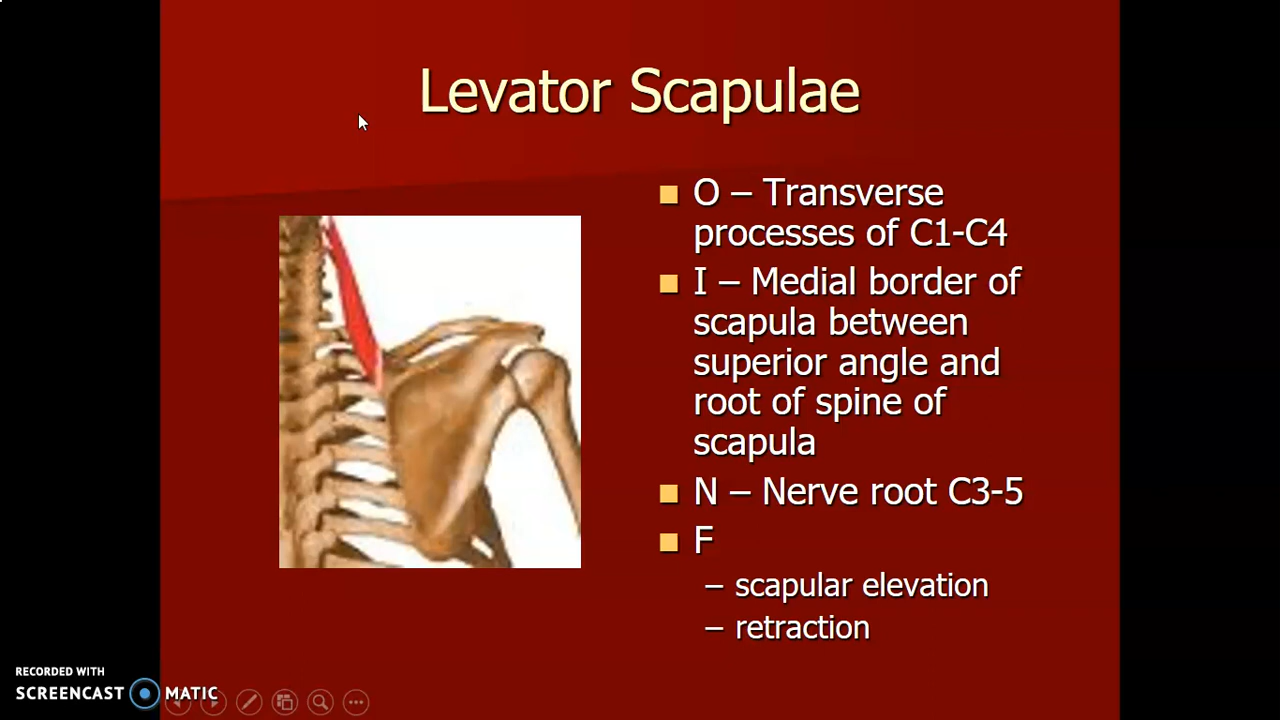 Levator Scapulae
O – Transverse
processes of C1-C4
I – Medial border of
scapula between
superior angle and
root of spine of
scapula
N – Nerve root C3-5
F
– scapular elevation
– retraction
RECORDED WITH
SCREENCAST MATIC